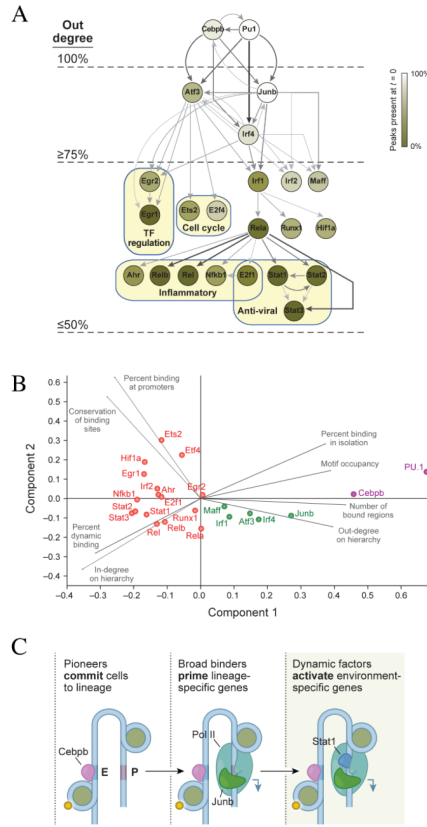 A
Out
degree
100%
≥75%
≤50%
Cebpb
Pu1
Atf3
Junb
Irf4
Egr2
Irf1
Irf2
Maff
Egr1
Ets2
E2f4
TF
regulation
Cell cycle
Rela
Runx1
Hif1a
Ahr
Relb
Rel
Nfkb1
E2f1
Stat1
Stat2
Inflammatory
Anti-viral
Stat3
100%
0%
Peaks present at t = 0
B
Component 2
0.6
0.5
0.4
0.3
0.2
0.1
0.0
−0.1
−0.2
−0.3
−0.4
−0.4
−0.3
−0.2
−0.1
0.0
0.1
0.2
0.3
0.4
0.5
0.6
Component 1
Percent binding
at promoters
Conservation
of binding
sites
Percent binding
in isolation
Motif occupancy
Number of
bound regions
Out-degree
on hierarchy
Percent
dynamic
binding
In-degree
on hierarchy
Ets2
Etf4
Hif1a
Egr1
Irf2
Ahr
Egr2
Nfkb1
E2f1
Stat2
Stat3
Stat1
Runx1
Rel
Relb
Rela
Maff
Irf1
Atf3
Irf4
Junb
Cebpb
PU.1
C
Pioneers
commit cells
to lineage
Broad binders
prime lineage-
specific genes
Dynamic factors
activate environment-
specific genes
Cebpb
E
P
Pol II
Junb
Stat1